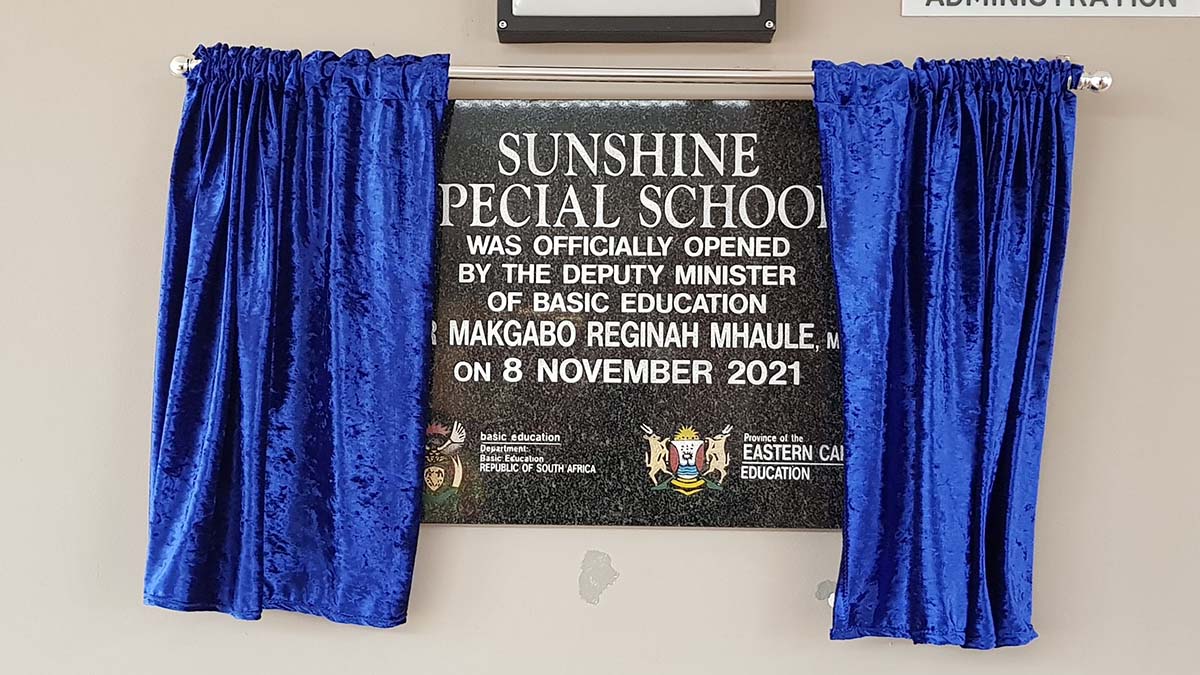 ADMINISTRATION
SUNSHINE
PECIAL SCHOOL
WAS OFFICIALLY OPENED
BY THE DEPUTY MINISTER
OF BASIC EDUCATION
R MAKGABO REGINAH MHAULE, M
ON 8 NOVEMBER 2021
basic education
Department:
Basic Education
REPUBLIC OF SOUTH AFRICA
Province of the
EASTERN CA
EDUCATION